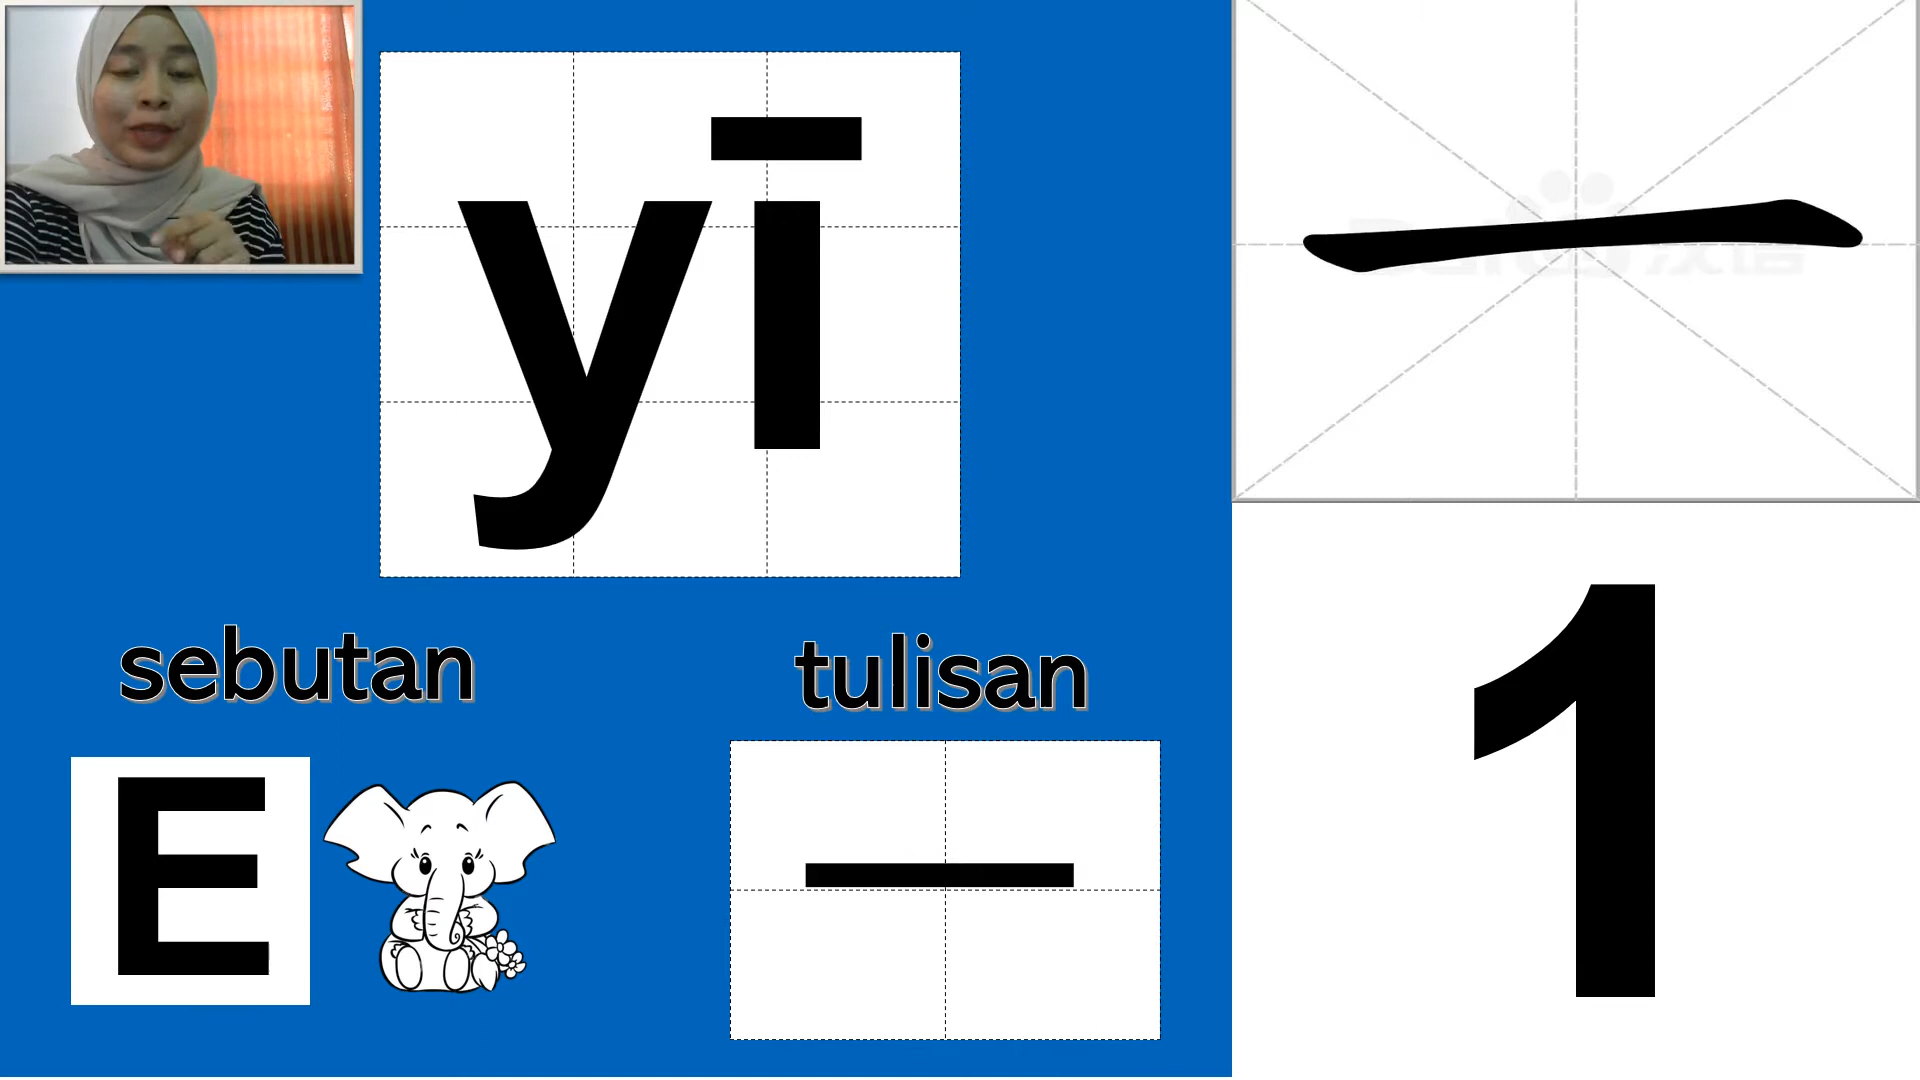 yī
一
sebutan
tulisan
E
一
1